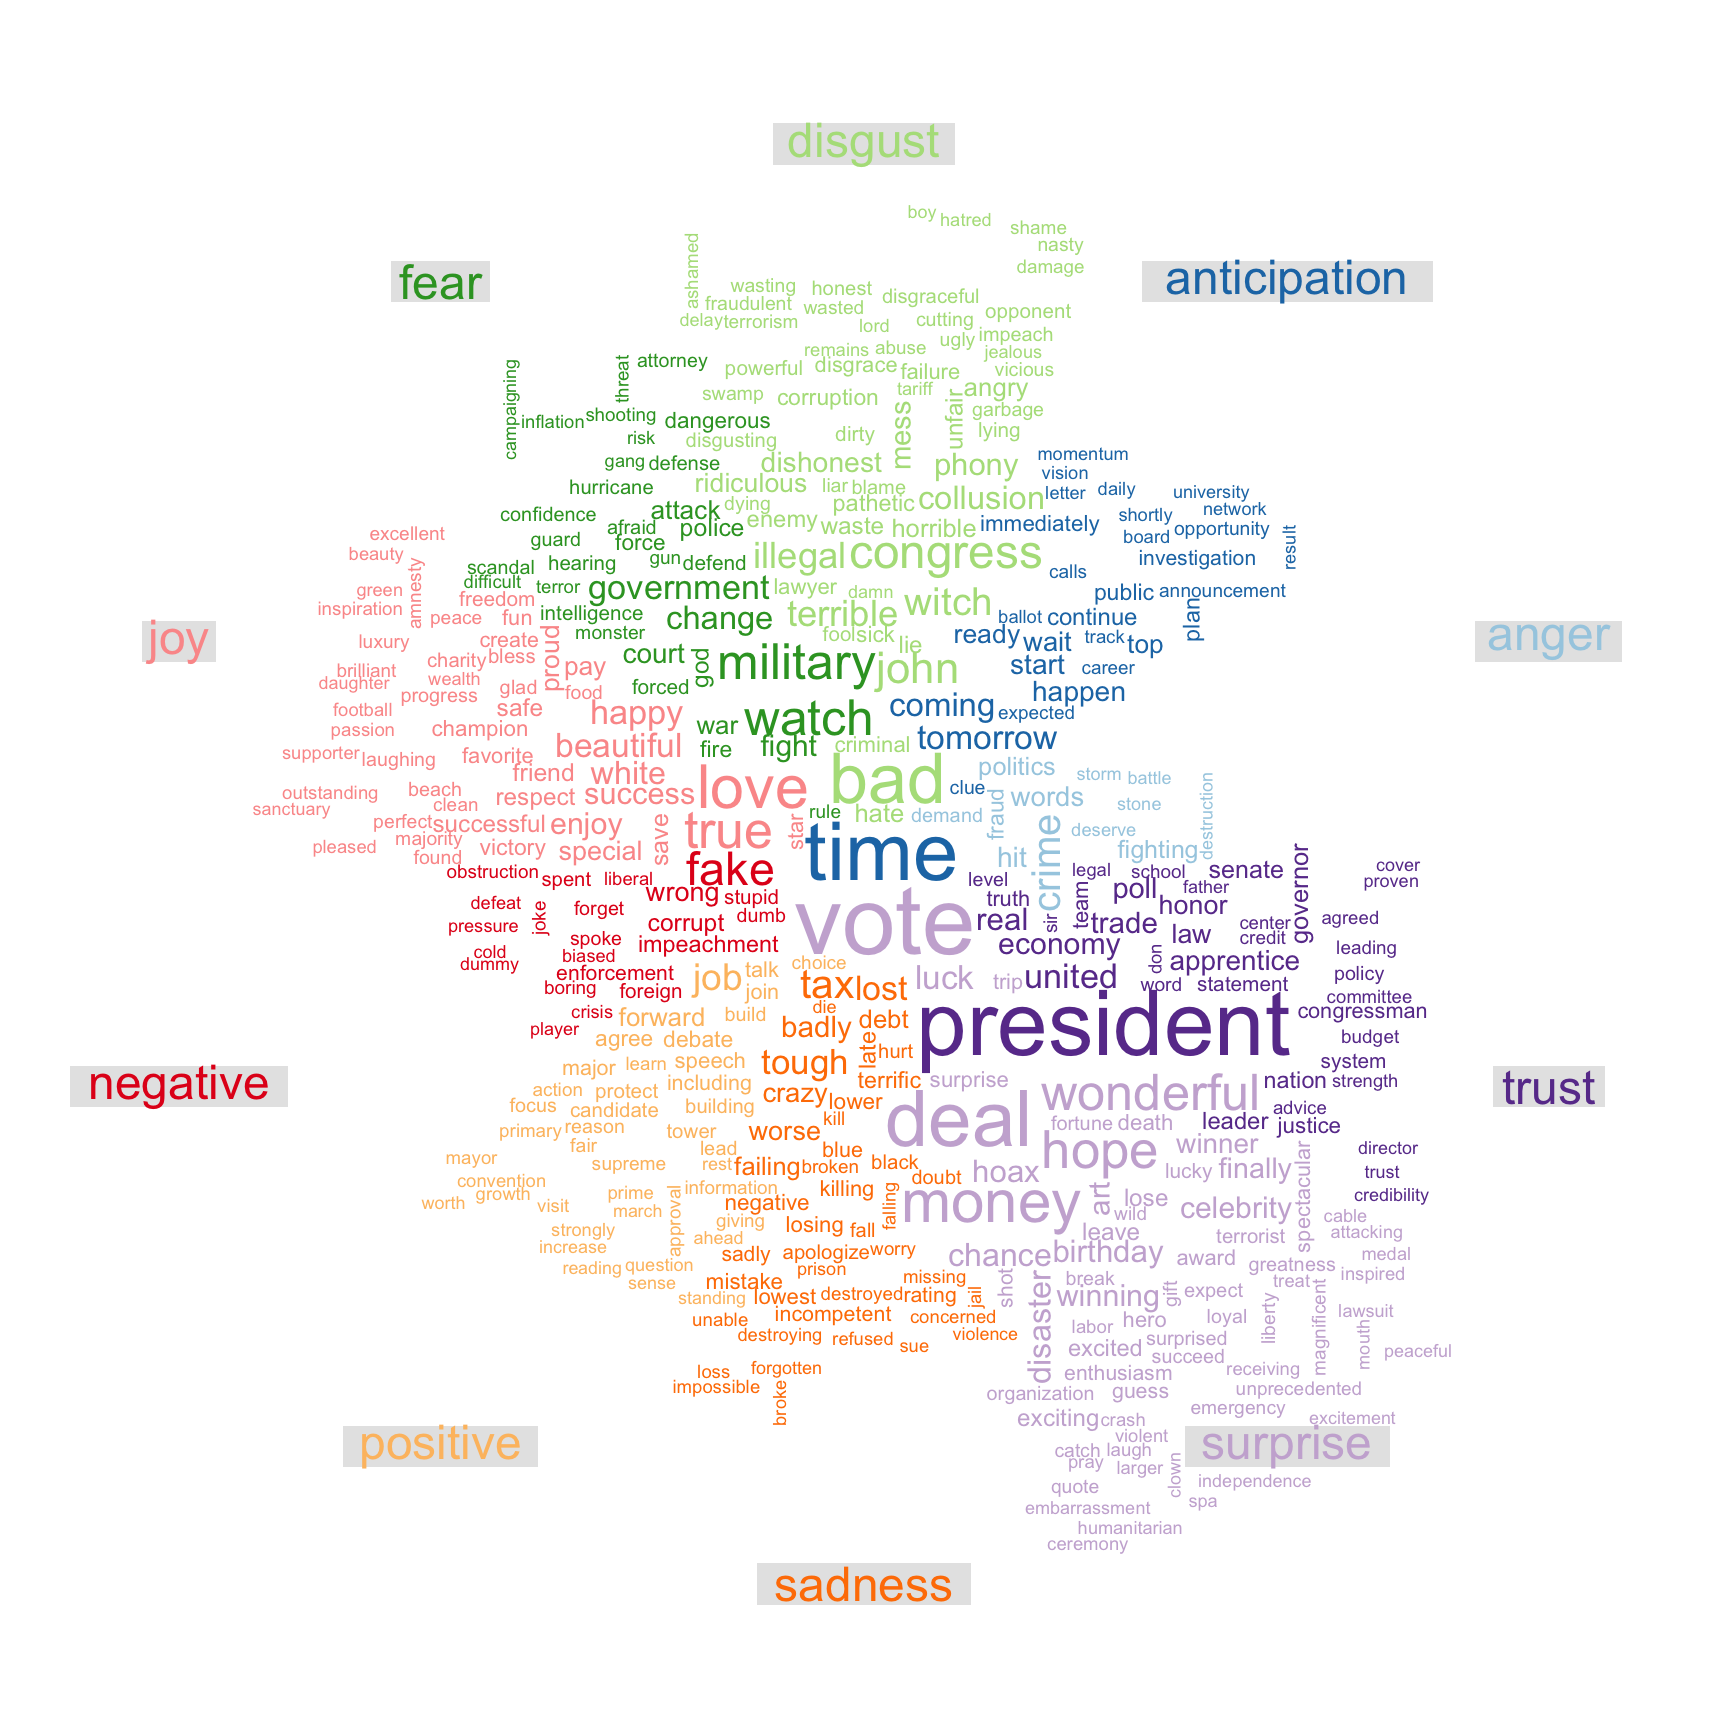 disgust
boy
hatred
shame
nasty
ashamed
damage
fear
anticipation
wasting
honest
disgraceful
fraudulent
wasted
opponent
delay
terrorism
lord
cutting
impeach
ugly
remains
abuse
jealous
threat
attorney
powerful
disgrace
failure
vicious
campaigning
swamp
corruption
tariff
angry
inflation
shooting
dangerous
mess
unfair
garbage
risk
disgusting
dirty
lying
gang
defense
dishonest
phony
momentum
vision
hurricane
ridiculous
liar
blame
letter
daily
university
confidence
attack
dying
pathetic
collusion
shortly
network
excellent
afraid
police
enemy
waste
horrible
immediately
opportunity
guard
force
board
result
beauty
hearing
gun
defend
illegal
congress
investigation
scandal
calls
green
amnesty
difficult
terror
government
lawyer
damn
public
announcement
inspiration
freedom
intelligence
terrible
witch
ballot
continue
plan
peace
fun
change
joy
luxury
create
monster
foolsick
lie
ready
wait
track
top
anger
brilliant
charity
bless
proud
court
god
military
john
start
career
daughter
wealth
pay
progress
glad
food
forced
happen
football
safe
happy
war
watch
coming
expected
passion
champion
supporter
beautiful
fire
fight
criminal
tomorrow
laughing
favorite
friend
white
love
bad
politics
storm
battle
outstanding
beach
respect
success
clue
words
stone
destruction
sanctuary
clean
rule
hate
demand
fraud
perfect
successful
enjoy
save
true
star
time
crime
deserve
pleased
majority
victory
special
hit
fighting
found
governor
obstruction
spent
liberal
fake
level
legal
school
senate
cover
proven
defeat
joke
forget
wrong
stupid
vote
truth
team
poll
father
honor
pressure
corrupt
dumb
real
sir
trade
center
agreed
cold
spoke
impeachment
economy
law
credit
leading
dummy
biased
enforcement
job
talk
choice
tax
lost
luck
trip
united
don
apprentice
policy
boring
foreign
join
word
statement
crisis
forward
build
die
badly
debt
president
committee
congressman
player
agree
debate
late
hurt
budget
negative
major
learn
speech
tough
system
action
protect
including
terrific
surprise
wonderful
nation
strength
trust
focus
candidate
building
crazy
lower
deal
advice
primary
reason
tower
worse
kill
fortune
death
leader
justice
fair
lead
blue
hope
winner
director
mayor
supreme
rest
failing
broken
black
doubt
hoax
lucky
finally
spectacular
trust
convention
growth
prime
information
killing
money
art
lose
celebrity
credibility
worth
visit
march
approval
negative
falling
wild
cable
strongly
giving
losing
fall
leave
terrorist
attacking
increase
ahead
sadly
apologize
worry
chance
birthday
award
greatness
medal
reading
question
prison
inspired
sense
mistake
missing
shot
disaster
break
gift
expect
treat
standing
lowest
destroyed
rating
jail
winning
liberty
magnificent
lawsuit
unable
incompetent
concerned
labor
hero
loyal
mouth
destroying
refused
sue
violence
excited
surprised
succeed
peaceful
loss
forgotten
enthusiasm
receiving
impossible
broke
organization
guess
unprecedented
emergency
exciting
crash
excitement
positive
violent
surprise
catch
laugh
pray
larger
clown
quote
independence
embarrassment
spa
humanitarian
ceremony
sadness